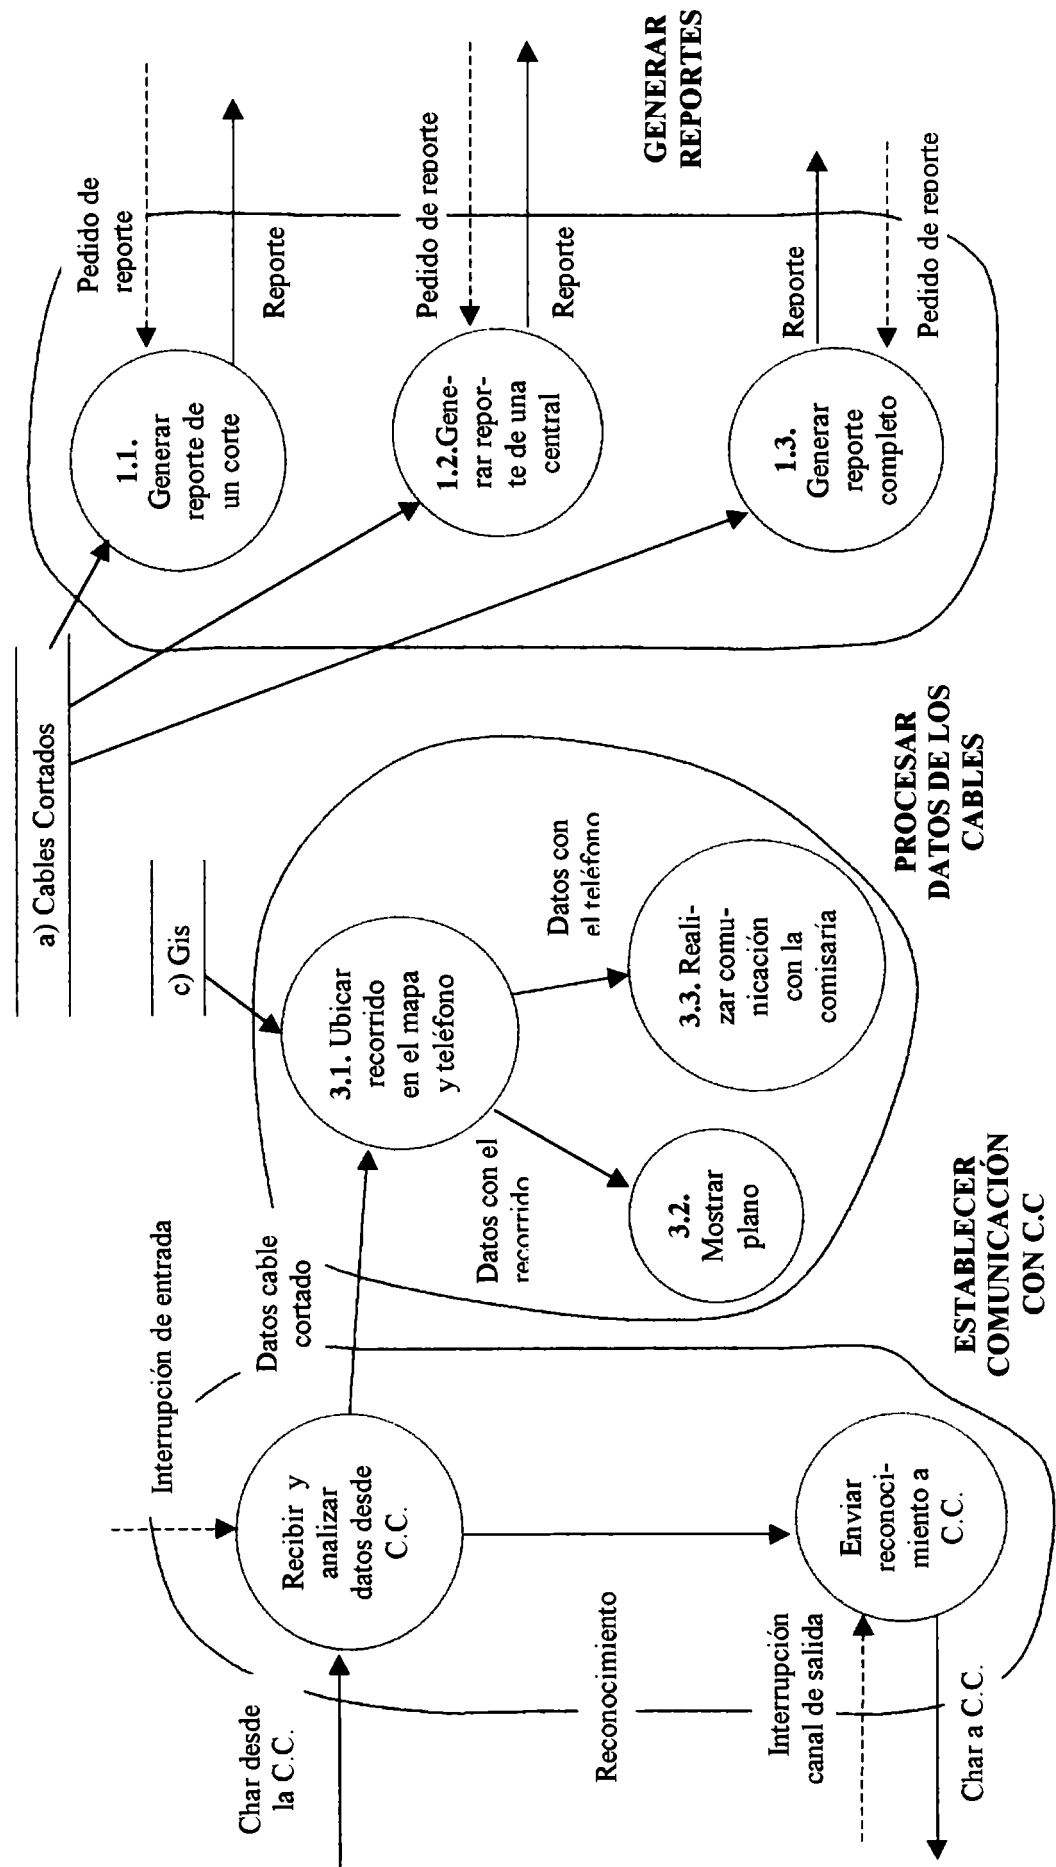 Char desde
la C.C.
Interrupción de entrada
Recibir y
analizar
datos desde
C.C.
Datos cable
cortado
Reconocimiento
Interrupción
canal de salida
Enviar
reconoci-
miento a
C.C.
Char a C.C.
ESTABLECER
COMUNICACIÓN
CON C.C
a) Cables Cortados
c) Gis
3.1. Ubicar
recorrido
en el mapa
y teléfono
Datos con el
recorrido
Datos con
el teléfono
3.2.
Mostrar
plano
3.3. Reali-
zar comu-
nicación
con la
comisaría
PROCESAR
DATOS DE LOS
CABLES
1.1.
Generar
reporte de
un corte
Pedido de
reporte
Reporte
1.2.Gene-
rar repor-
te de una
central
Pedido de reporte
Reporte
1.3.
Generar
reporte
completo
Reporte
Pedido de reporte
GENERAR
REPORTES